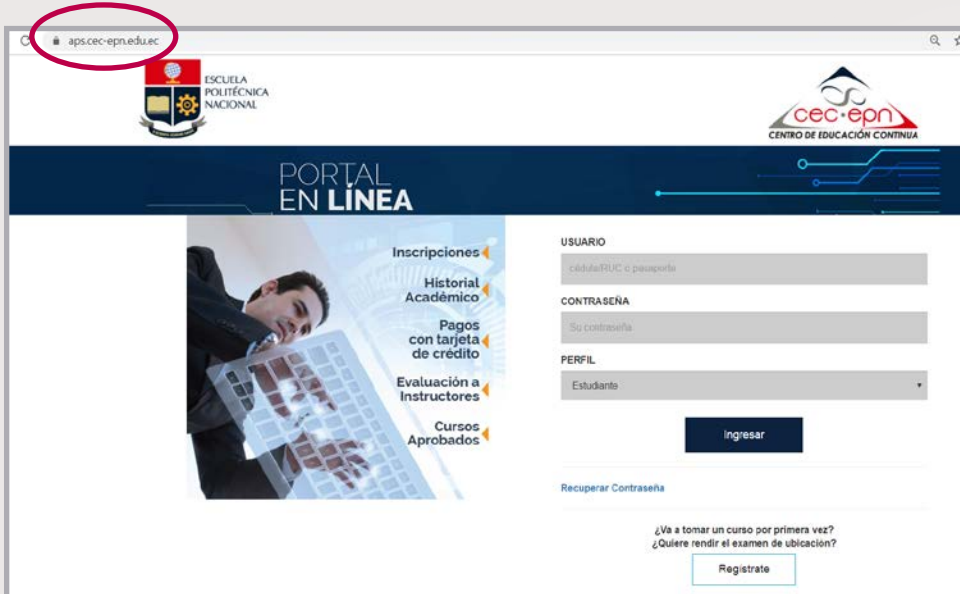 aps.cec-epn.edu.ec
ESCUELA
POLITÉCNICA
NACIONAL
cec-epn
CENTRO DE EDUCACIÓN CONTINUA
PORTAL
EN LÍNEA
Inscripciones
Historial
Académico
Pagos
con tarjeta
de crédito
Evaluación a
Instructores
Cursos
Aprobados
USUARIO
cédula/RUC o pasaporte
CONTRASEÑA
Su contraseña
PERFIL
Estudiante
Ingresar
Recuperar Contraseña
¿Va a tomar un curso por primera vez?
¿Quiere rendir el examen de ubicación?
Regístrate